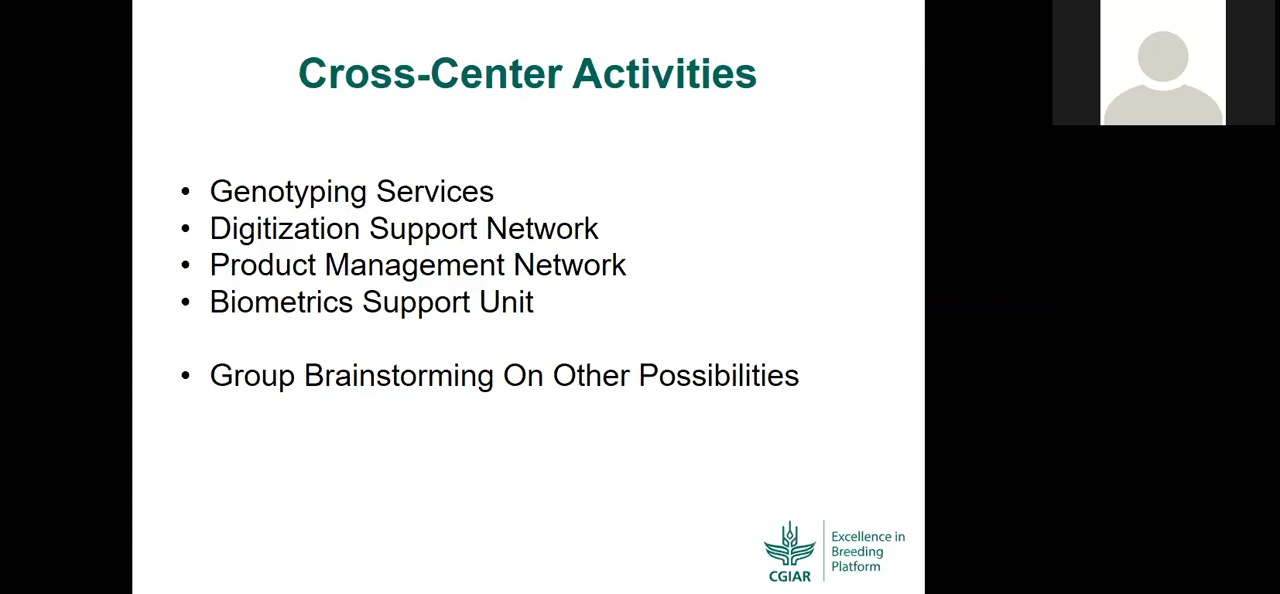 Cross-Center Activities
• Genotyping Services
• Digitization Support Network
• Product Management Network
• Biometrics Support Unit
• Group Brainstorming On Other Possibilities
CGIAR
Excellence in
Breeding
Platform